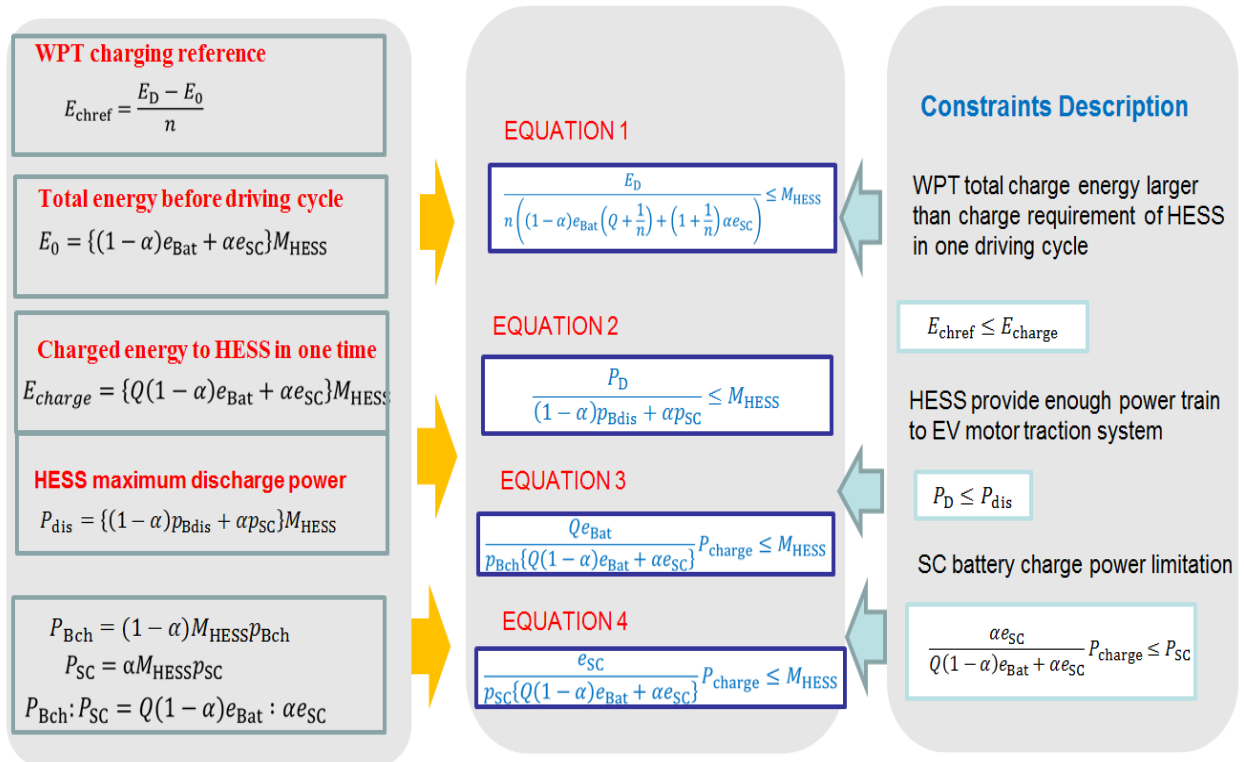 WPT charging reference
E_chref = (E_D − E_0)/n
Total energy before driving cycle
E_0 = {(1 − α)e_Bat + αe_SC}M_HESS
Charged energy to HESS in one time
E_charge = {Q(1 − α)e_Bat + αe_SC}M_HESS
HESS maximum discharge power
P_dis = {(1 − α)p_Bdis + αp_SC}M_HESS
P_Bch = (1 − α)M_HESS p_Bch
P_SC = αM_HESS p_SC
P_Bch: P_SC = Q(1 − α)e_Bat : αe_SC
EQUATION 1
E_D/(n((1 − α)e_Bat(Q + 1/n) + (1 + 1/n)αe_SC)) ≤ M_HESS
EQUATION 2
P_D/((1 − α)p_Bdis + αp_SC) ≤ M_HESS
EQUATION 3
Qe_Bat/(p_Bch{Q(1 − α)e_Bat + αe_SC}) P_charge ≤ M_HESS
EQUATION 4
e_SC/(p_SC{Q(1 − α)e_Bat + αe_SC}) P_charge ≤ M_HESS
Constraints Description
WPT total charge energy larger
than charge requirement of HESS
in one driving cycle
E_chref ≤ E_charge
HESS provide enough power train
to EV motor traction system
P_D ≤ P_dis
SC battery charge power limitation
αe_SC/(Q(1 − α)e_Bat + αe_SC) P_charge ≤ P_SC